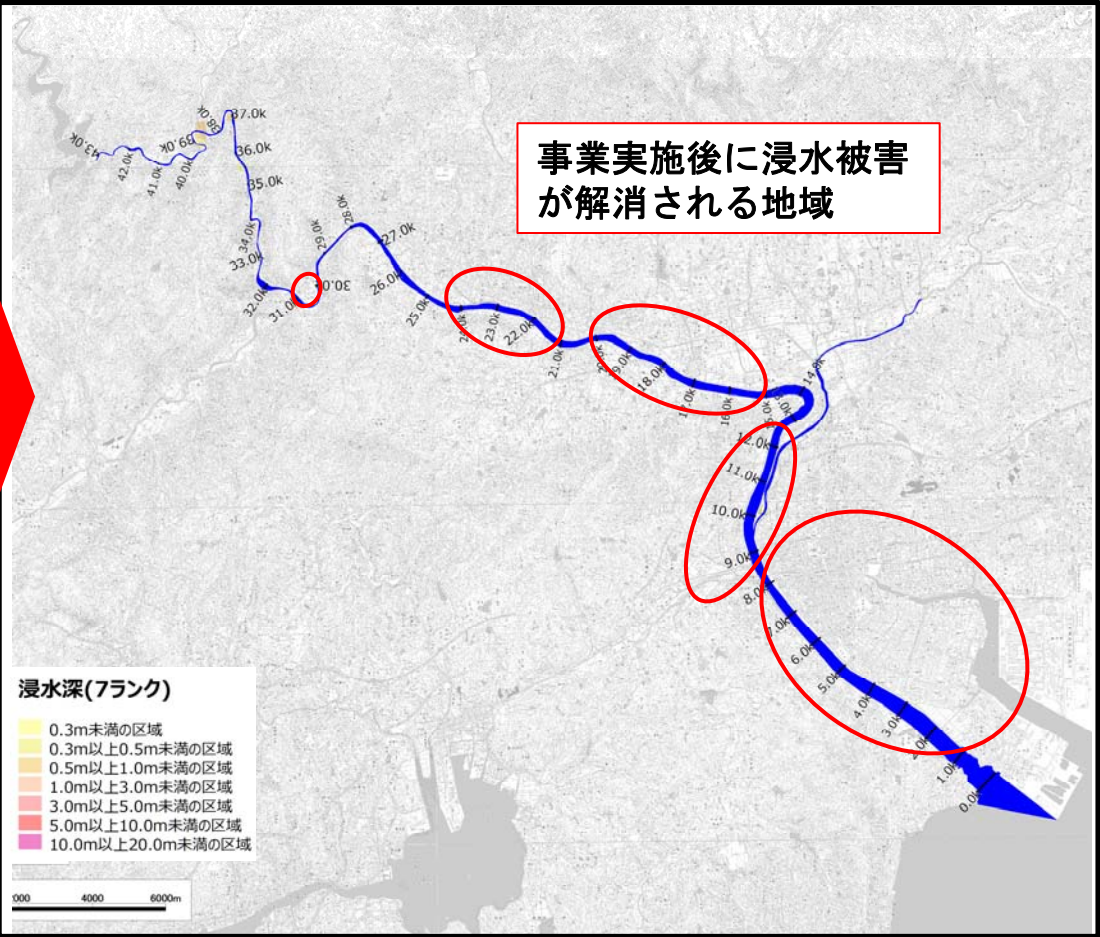 事業実施後に浸水被害
が解消される地域
43.0k
42.0k
41.0k
40.0k
39.0k
38.0k
37.0k
36.0k
35.0k
34.0k
33.0k
32.0k
31.0k
30.0k
29.0k
28.0k
27.0k
26.0k
25.0k
23.0k
22.0k
21.0k
19.0k
18.0k
17.0k
16.0k
15.0k
14.0k
12.0k
11.0k
10.0k
9.0k
8.0k
7.0k
6.0k
5.0k
4.0k
3.0k
2.0k
1.0k
0.0k
浸水深(7ランク)
0.3m未満の区域
0.3m以上0.5m未満の区域
0.5m以上1.0m未満の区域
1.0m以上3.0m未満の区域
3.0m以上5.0m未満の区域
5.0m以上10.0m未満の区域
10.0m以上20.0m未満の区域
4000
6000m